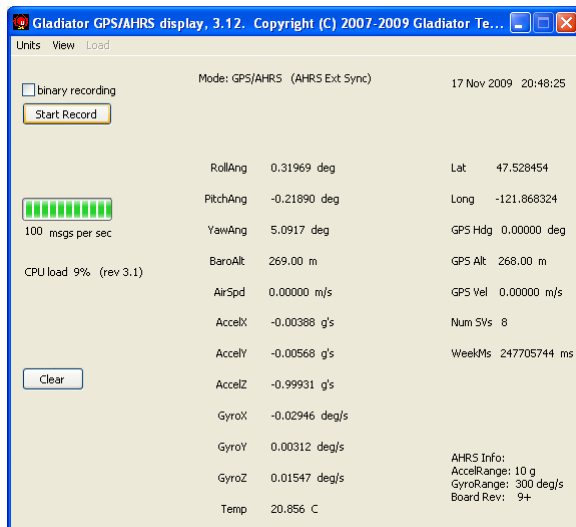 Gladiator GPS/AHRS display, 3.12. Copyright (C) 2007-2009 Gladiator Te...
Units View Load
Mode: GPS/AHRS (AHRS Ext Sync)
17 Nov 2009 20:48:25
binary recording
Start Record
100 msgs per sec
CPU load 9% (rev 3.1)
Clear
RollAng 0.31969 deg
PitchAng -0.21890 deg
YawAng 5.0917 deg
BaroAlt 269.00 m
AirSpd 0.00000 m/s
AccelX -0.00388 g's
AccelY -0.00568 g's
AccelZ -0.99931 g's
GyroX -0.02946 deg/s
GyroY 0.00312 deg/s
GyroZ 0.01547 deg/s
Temp 20.856 C
Lat 47.528454
Long -121.868324
GPS Hdg 0.00000 deg
GPS Alt 268.00 m
GPS Vel 0.00000 m/s
Num SVs 8
WeekMs 247705744 ms
AHRS Info:
AccelRange: 10 g
GyroRange: 300 deg/s
Board Rev: 9+